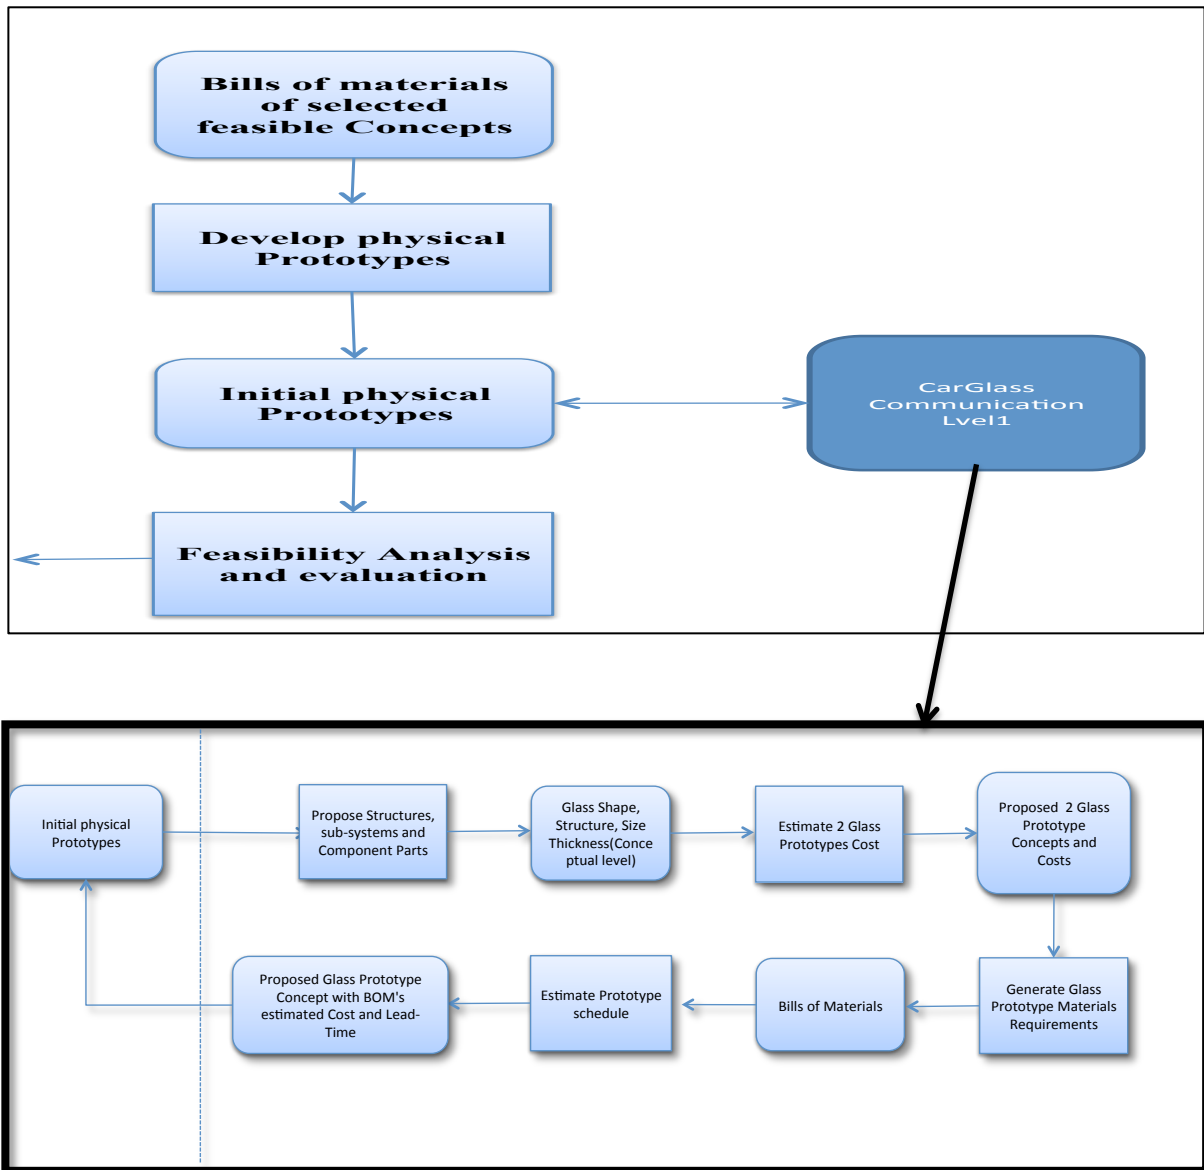 Bills of materials
of selected
feasible Concepts
Develop physical
Prototypes
Initial physical
Prototypes
CarGlass
Communication
Lvel1
Feasibility Analysis
and evaluation
Initial physical
Prototypes
Propose Structures,
sub-systems and
Component Parts
Glass Shape,
Structure, Size
Thickness(Conce
ptual level)
Estimate 2 Glass
Prototypes Cost
Proposed 2 Glass
Prototype
Concepts and
Costs
Proposed Glass Prototype
Concept with BOM's
estimated Cost and Lead-
Time
Estimate Prototype
schedule
Bills of Materials
Generate Glass
Prototype Materials
Requirements